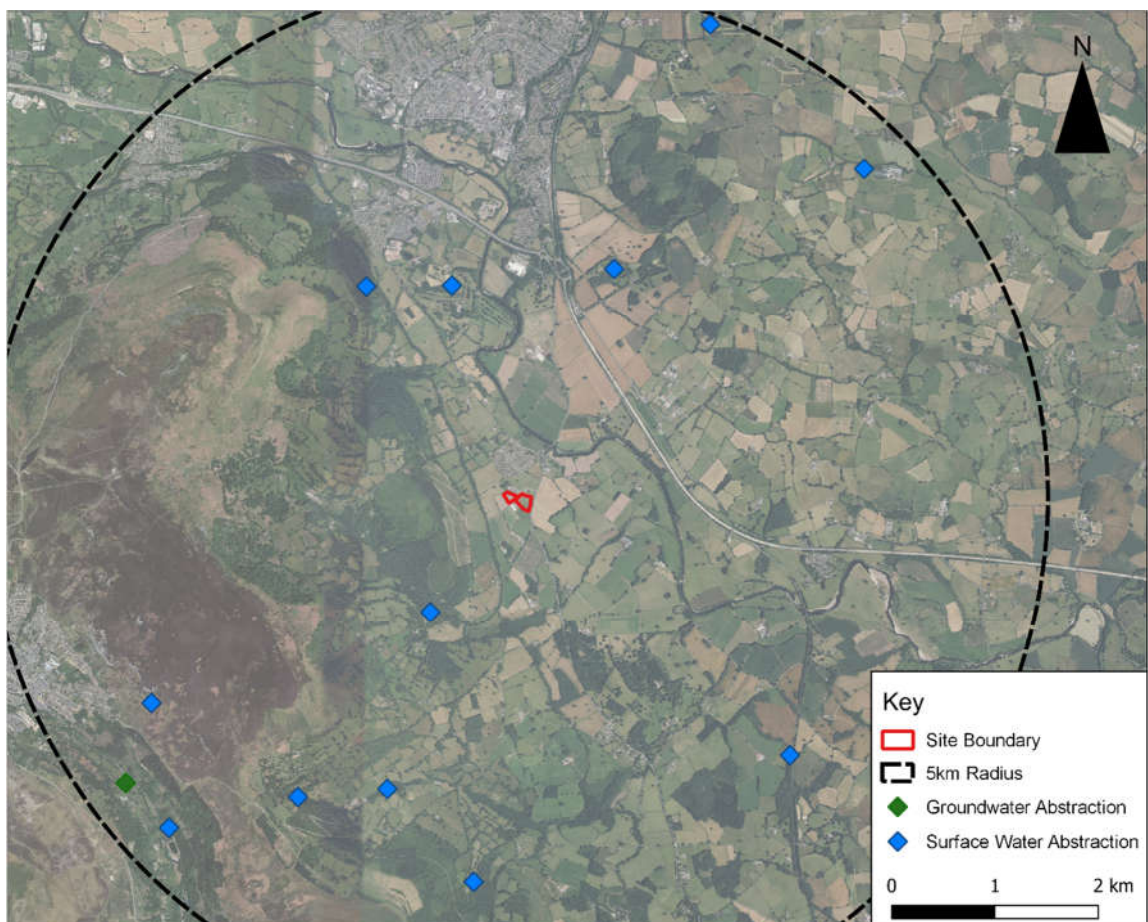 N
Key
Site Boundary
5km Radius
Groundwater Abstraction
Surface Water Abstraction
0 1 2 km